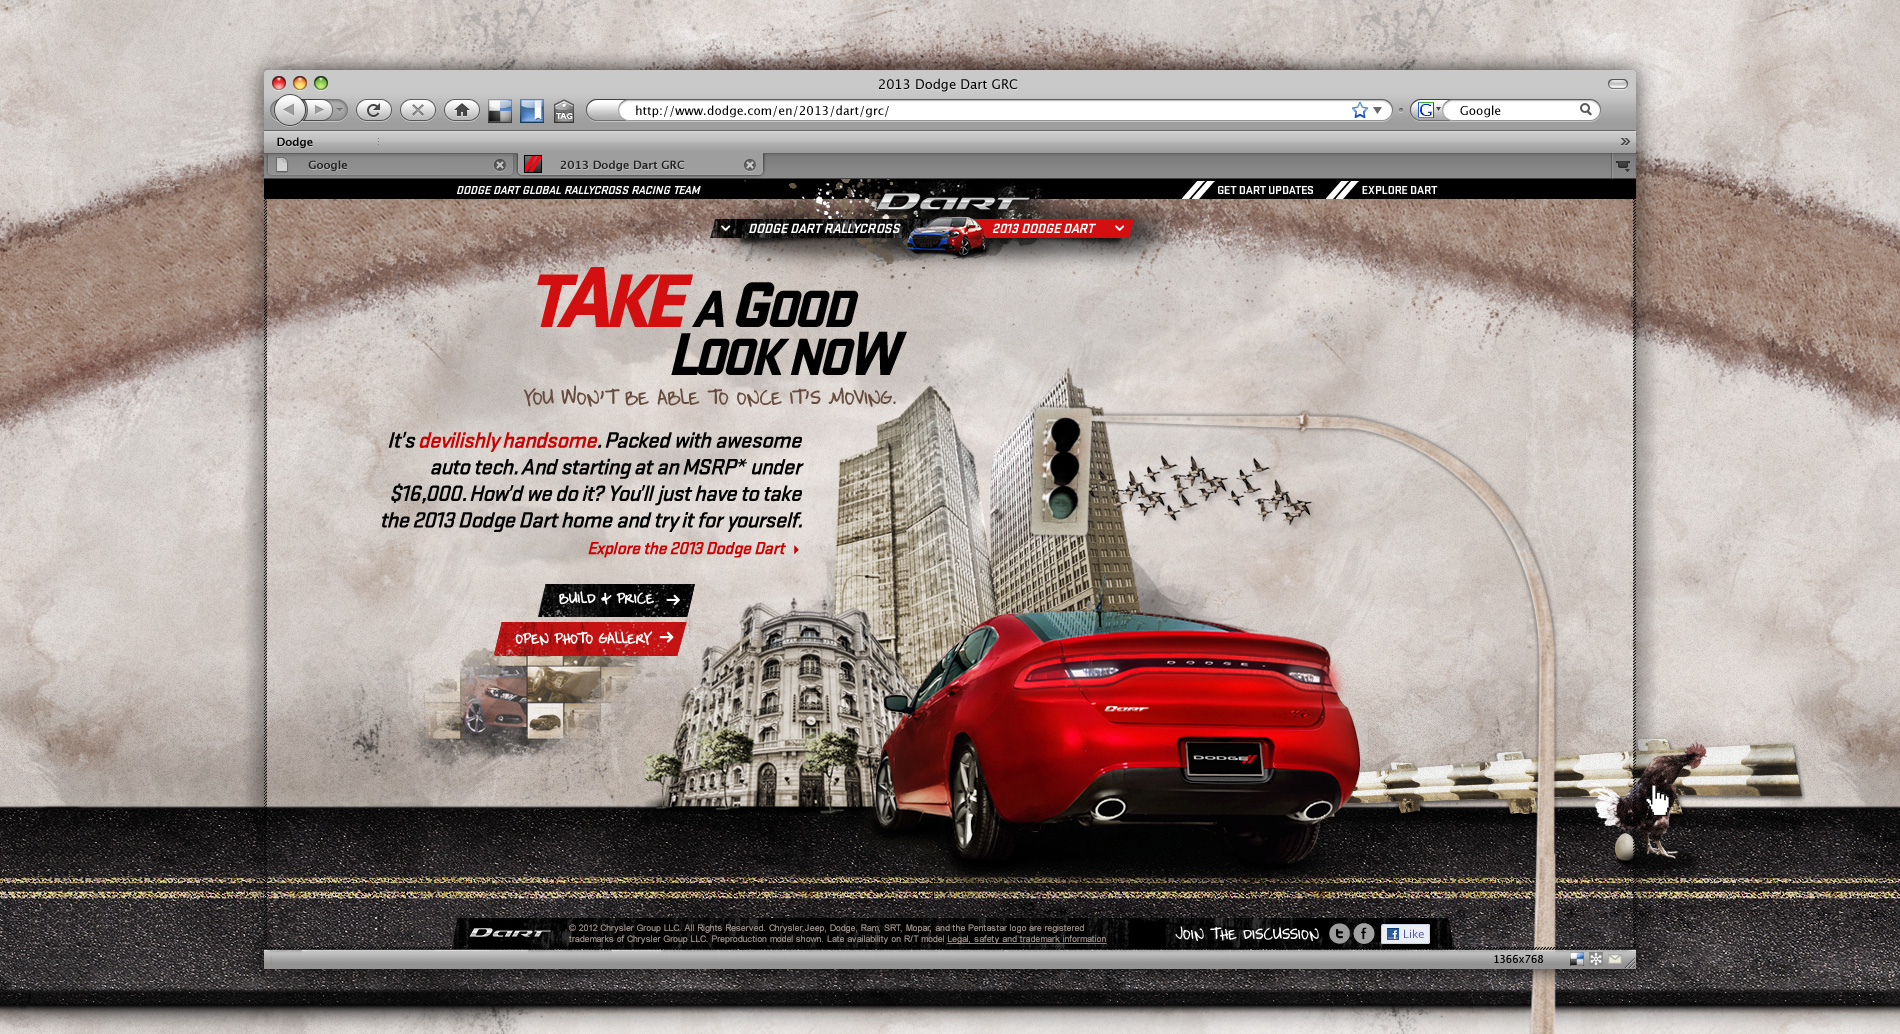 2013 Dodge Dart GRC
TAG
http://www.dodge.com/en/2013/dart/grc/
G
Google
Dodge
Google
2013 Dodge Dart GRC
DODGE DART GLOBAL RALLYCROSS RACING TEAM
DART
GET DART UPDATES
EXPLORE DART
DODGE DART RALLYCROSS
2013 DODGE DART
TAKE A GOOD
LOOK NOW
YOU WON'T BE ABLE TO ONCE IT'S MOVING.
It's devilishly handsome. Packed with awesome
auto tech. And starting at an MSRP* under
$16,000. How'd we do it? You'll just have to take
the 2013 Dodge Dart home and try it for yourself.
Explore the 2013 Dodge Dart
BUILD & PRICE
OPEN PHOTO GALLERY
DODGE
DART
DODGE
DART
© 2012 Chrysler Group LLC. All Rights Reserved. Chrysler,Jeep, Dodge, Ram, SRT, Mopar, and the Pentastar logo are registered
trademarks of Chrysler Group LLC. Preproduction model shown. Late availability on R/T model Legal, safety and trademark information
JOIN THE DISCUSSION
t
f
f Like
1366x768